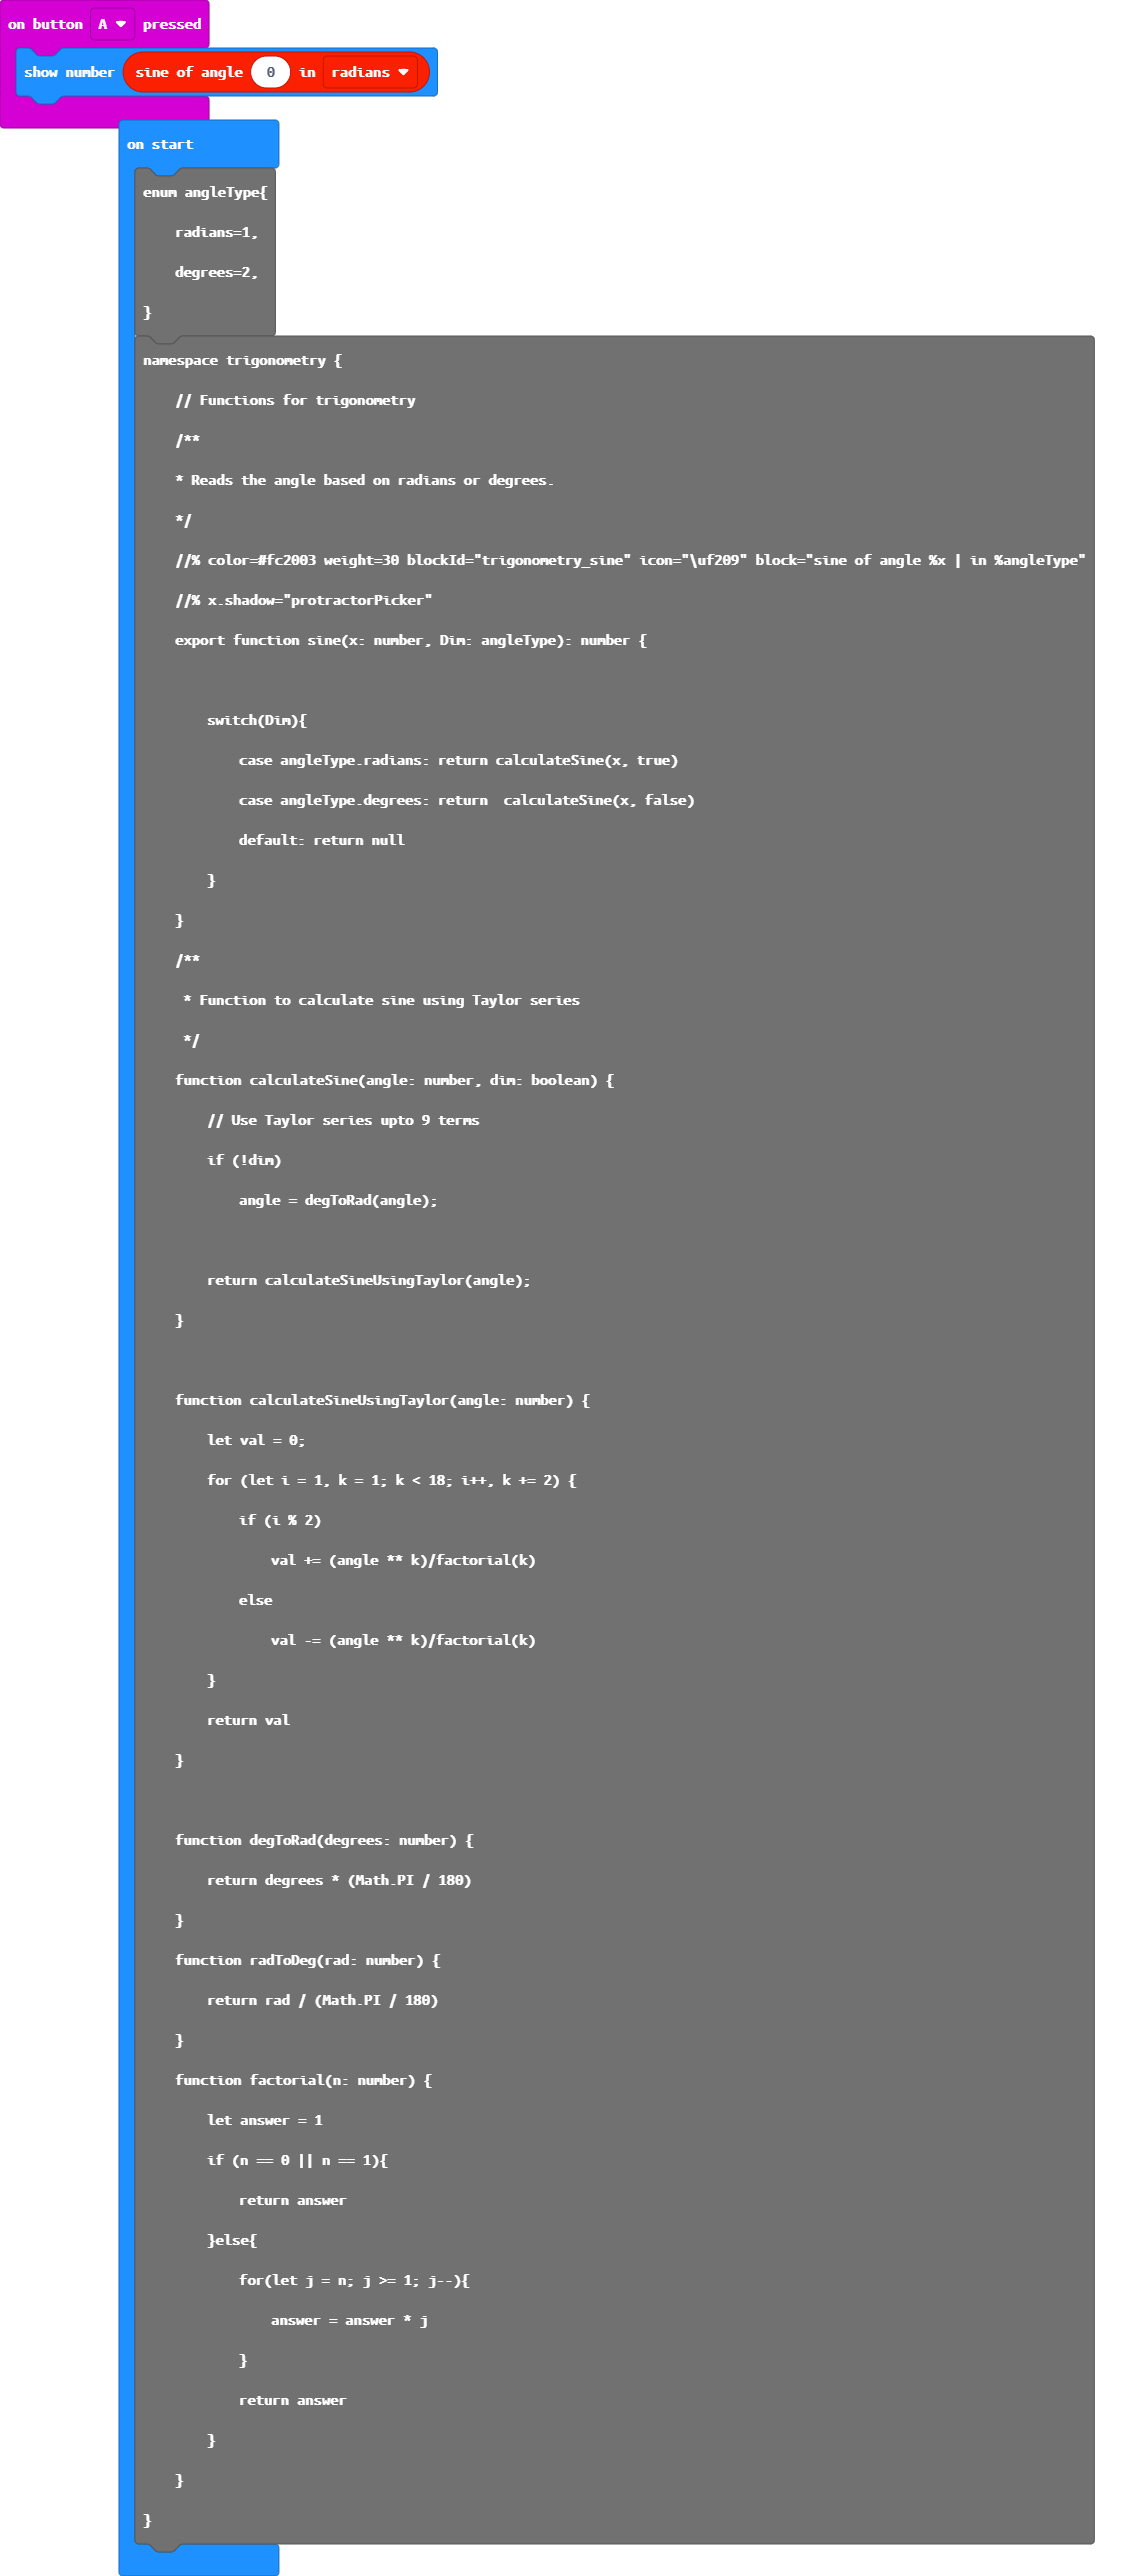 on button A pressed
show number sine of angle 0 in radians
on start
enum angleType{
radians=1,
degrees=2,
}
namespace trigonometry {
// Functions for trigonometry
/**
* Reads the angle based on radians or degrees.
*/
//% color=#fc2003 weight=30 blockId="trigonometry_sine" icon="\uf209" block="sine of angle %x | in %angleType"
//% x.shadow="protractorPicker"
export function sine(x: number, Dim: angleType): number {
switch(Dim){
case angleType.radians: return calculateSine(x, true)
case angleType.degrees: return  calculateSine(x, false)
default: return null
}
}
/**
* Function to calculate sine using Taylor series
*/
function calculateSine(angle: number, dim: boolean) {
// Use Taylor series upto 9 terms
if (!dim)
angle = degToRad(angle);
return calculateSineUsingTaylor(angle);
}
function calculateSineUsingTaylor(angle: number) {
let val = 0;
for (let i = 1, k = 1; k < 18; i++, k += 2) {
if (i % 2)
val += (angle ** k)/factorial(k)
else
val -= (angle ** k)/factorial(k)
}
return val
}
function degToRad(degrees: number) {
return degrees * (Math.PI / 180)
}
function radToDeg(rad: number) {
return rad / (Math.PI / 180)
}
function factorial(n: number) {
let answer = 1
if (n == 0 || n == 1){
return answer
}else{
for(let j = n; j >= 1; j--){
answer = answer * j
}
return answer
}
}
}